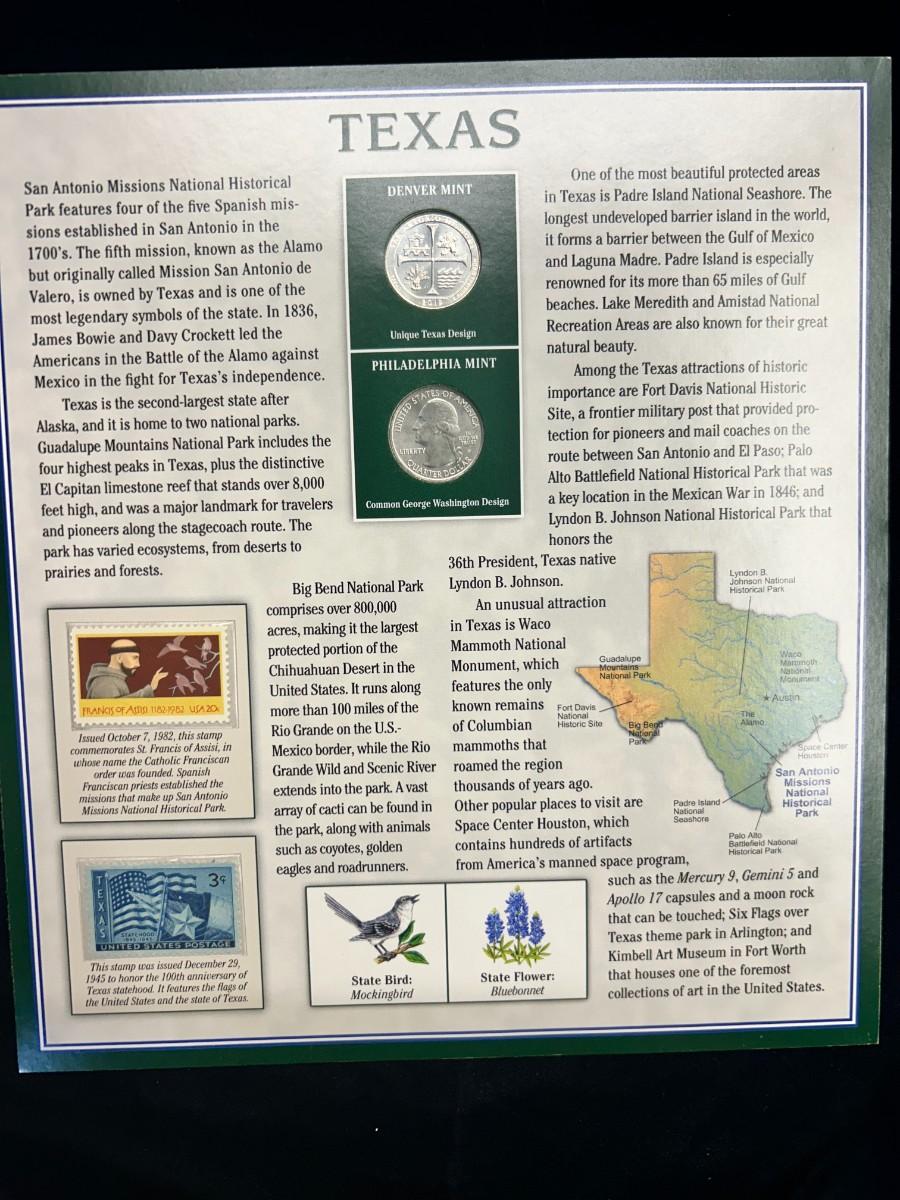 TEXAS
San Antonio Missions National Historical
Park features four of the five Spanish mis-
sions established in San Antonio in the
1700's. The fifth mission, known as the Alamo
but originally called Mission San Antonio de
Valero, is owned by Texas and is one of the
most legendary symbols of the state. In 1836,
James Bowie and Davy Crockett led the
Americans in the Battle of the Alamo against
Mexico in the fight for Texas's independence.
Texas is the second-largest state after
Alaska, and it is home to two national parks.
Guadalupe Mountains National Park includes the
four highest peaks in Texas, plus the distinctive
El Capitan limestone reef that stands over 8,000
feet high, and was a major landmark for travelers
and pioneers along the stagecoach route. The
park has varied ecosystems, from deserts to
prairies and forests.
DENVER MINT
2019
Unique Texas Design
PHILADELPHIA MINT
UNITED STATES OF AMERICA
LIBERTY
IN
GOD WE
TRUST
QUARTER DOLLAR
Common George Washington Design
FRANCIS OF ASSISI 1182-1982 USA 20c
Issued October 7, 1982, this stamp
commemorates St. Francis of Assisi, in
whose name the Catholic Franciscan
order was founded. Spanish
Franciscan priests established the
missions that make up San Antonio
Missions National Historical Park.
TEXAS
3¢
STATEHOOD
1845-1945
UNITED STATES POSTAGE
This stamp was issued December 29,
1945 to honor the 100th anniversary of
Texas statehood. It features the flags of
the United States and the state of Texas.
Big Bend National Park
comprises over 800,000
acres, making it the largest
protected portion of the
Chihuahuan Desert in the
United States. It runs along
more than 100 miles of the
Rio Grande on the U.S.-
Mexico border, while the Rio
Grande Wild and Scenic River
extends into the park. A vast
array of cacti can be found in
the park, along with animals
such as coyotes, golden
eagles and roadrunners.
One of the most beautiful protected areas
in Texas is Padre Island National Seashore. The
longest undeveloped barrier island in the world,
it forms a barrier between the Gulf of Mexico
and Laguna Madre. Padre Island is especially
renowned for its more than 65 miles of Gulf
beaches. Lake Meredith and Amistad National
Recreation Areas are also known for their great
natural beauty.
Among the Texas attractions of historic
importance are Fort Davis National Historic
Site, a frontier military post that provided pro-
tection for pioneers and mail coaches on the
route between San Antonio and El Paso; Palo
Alto Battlefield National Historical Park that was
a key location in the Mexican War in 1846; and
Lyndon B. Johnson National Historical Park that
honors the
36th President, Texas native
Lyndon B. Johnson.
An unusual attraction
in Texas is Waco
Mammoth National
Monument, which
features the only
known remains
of Columbian
mammoths that
roamed the region
thousands of years ago.
Other popular places to visit are
Space Center Houston, which
contains hundreds of artifacts
from America's manned space program,
such as the Mercury 9, Gemini 5 and
Apollo 17 capsules and a moon rock
that can be touched; Six Flags over
Texas theme park in Arlington; and
Kimbell Art Museum in Fort Worth
that houses one of the foremost
collections of art in the United States.
Lyndon B.
Johnson National
Historical Park
Waco
Mammoth
National
Monument
Guadalupe
Mountains
National Park
Austin
Fort Davis
National
Historic Site
Big Bend
National
Park
The
Alamo
Space Center
Houston
San Antonio
Missions
National
Historical
Park
Padre Island
National
Seashore
Palo Alto
Battlefield National
Historical Park
State Bird:
Mockingbird
State Flower:
Bluebonnet